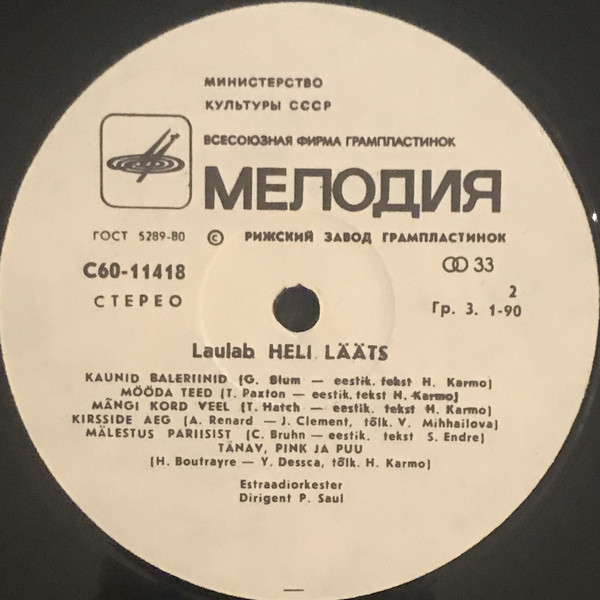 МИНИСТЕРСТВО
КУЛЬТУРЫ СССР
ВСЕСОЮЗНАЯ ФИРМА ГРАМПЛАСТИНОК
МЕЛОДИЯ
ГОСТ 5289-80 © РИЖСКИЙ ЗАВОД ГРАМПЛАСТИНОК
С60-11418
33
СТЕРЕО
2
Гр. 3. 1-90
Laulab HELI LÄÄTS
KAUNID BALERIINID (G. Blum — eestik. tekst H. Karmo)
MÖÖDA TEED (T. Paxton — eestik. tekst H. Karmo)
MÄNGI KORD VEEL (T. Hatch — eestik. tekst H. Karmo)
KIRSSIDE AEG (A. Renard — J. Clement, tõlk. V. Mihhailova)
MÄLESTUS PARIISIST (C. Bruhn — eestik. tekst S. Endre)
TÄNAV, PINK JA PUU
(H. Boutrayre — Y. Dessca, tõlk. H. Karmo)
Estraadiorkester
Dirigent P. Saul